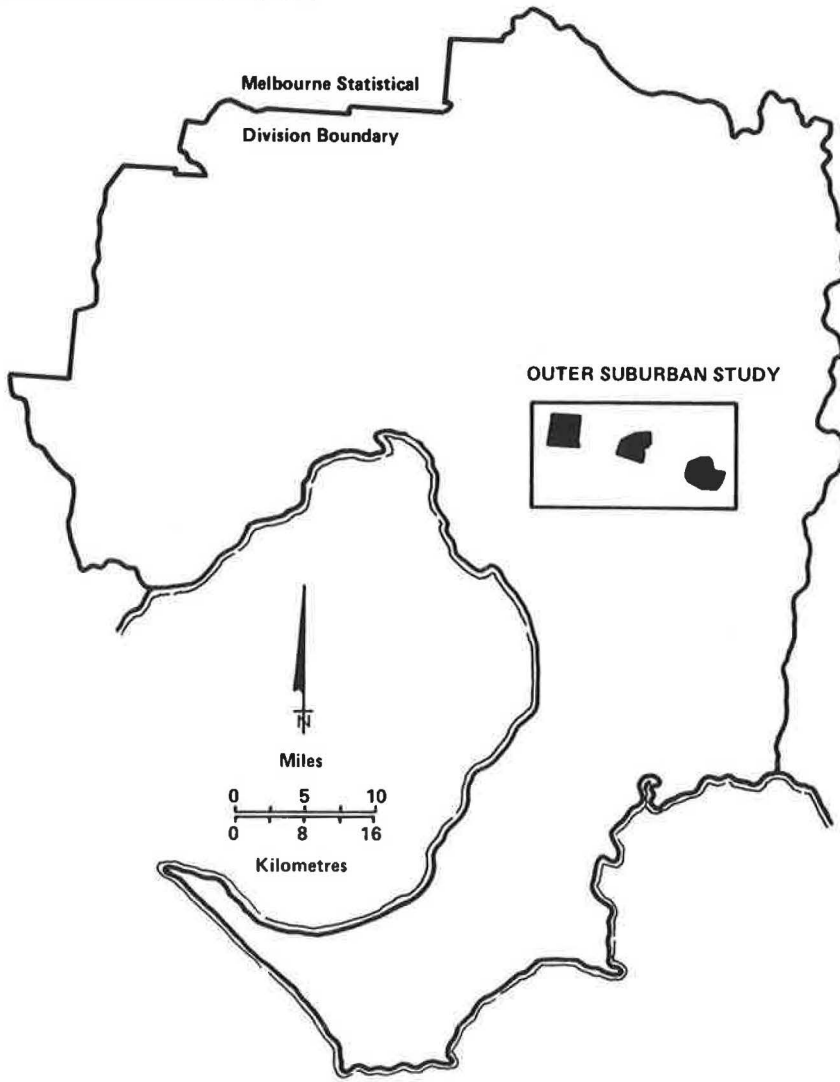 Melbourne Statistical
Division Boundary
OUTER SUBURBAN STUDY
N
Miles
0 5 10
0 8 16
Kilometres